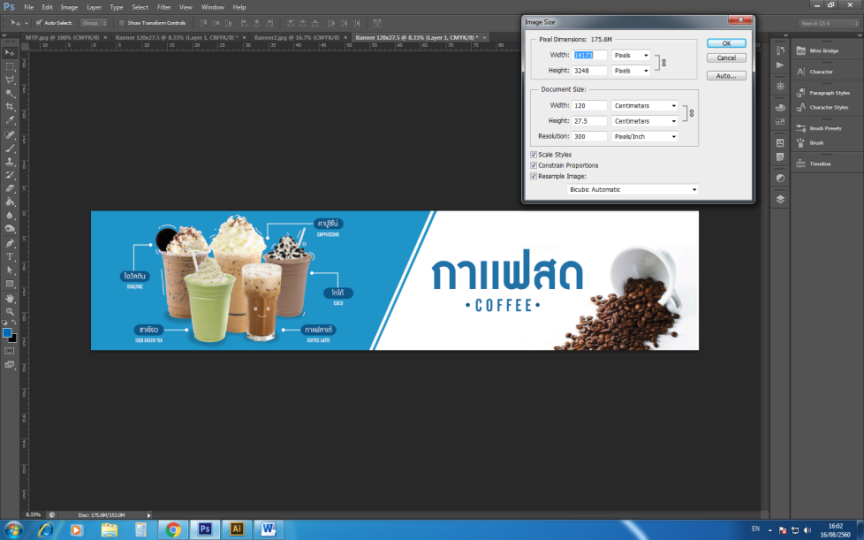 Ps File Edit Image Layer Type Select Filter View Window Help
Auto-Select: Group Show Transform Controls
New in CS 6
MTP.jpg @ 100% (CMYK/8) × Banner 120x27.5 @ 8.33% (Layer 1, CMYK/8) * × Banner2.jpg @ 16.7% (CMYK/8) × Banner 120x27.5 @ 8.33% (Layer 1, CMYK/8) * ×
Image Size
Pixel Dimensions: 175.6M
Width: 14173 Pixels
Height: 3248 Pixels
Document Size:
Width: 120 Centimeters
Height: 27.5 Centimeters
Resolution: 300 Pixels/Inch
Scale Styles
Constrain Proportions
Resample Image:
Bicubic Automatic
OK
Cancel
Auto...
Mini Bridge
Character
Paragraph Styles
Character Styles
Brush Presets
Brush
Timeline
คาปูชิโน่
CAPPUCCINO
โอวัลติน
OVALTINE
โกโก้
COCO
ชาเขียว
ICED GREEN TEA
กาแฟลาเต้
COFFEE LATTE
กาแฟสด
•COFFEE•
8.33% Doc: 175.6M/153.0M
Ps Ai W
EN 16:02
16/08/2560